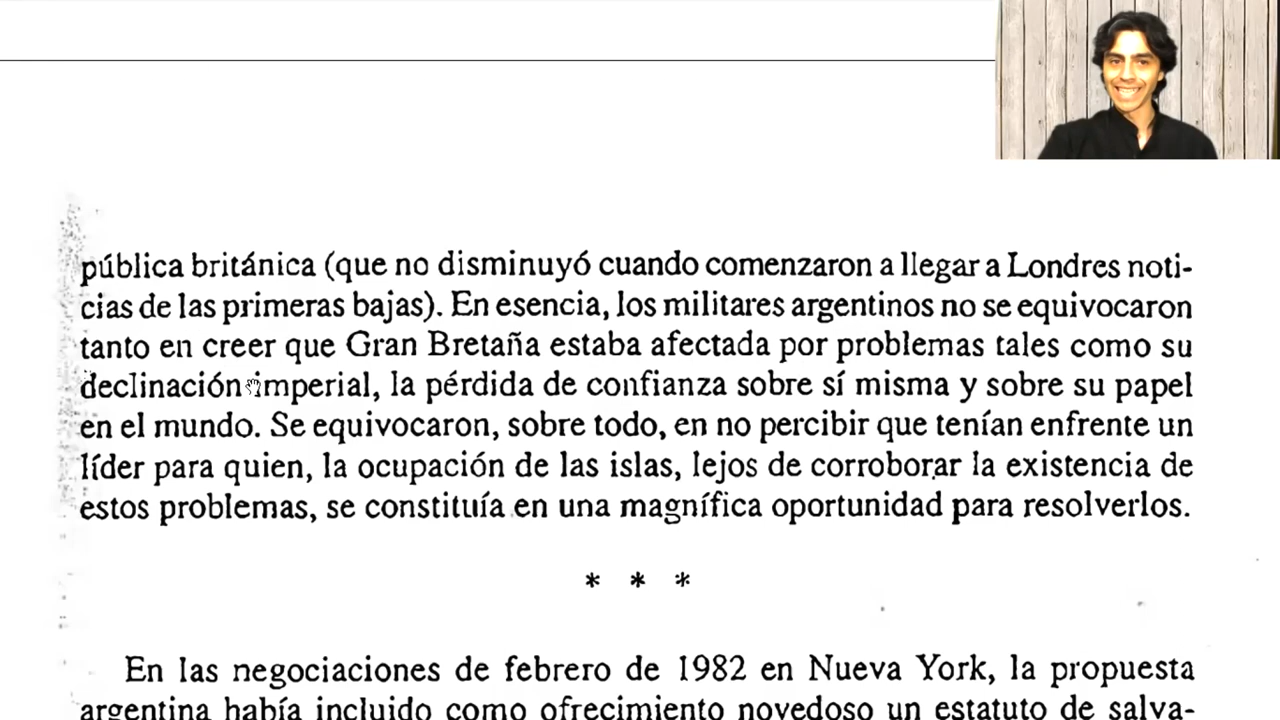 pública británica (que no disminuyó cuando comenzaron a llegar a Londres noti-
cias de las primeras bajas). En esencia, los militares argentinos no se equivocaron
tanto en creer que Gran Bretaña estaba afectada por problemas tales como su
declinación imperial, la pérdida de confianza sobre sí misma y sobre su papel
en el mundo. Se equivocaron, sobre todo, en no percibir que tenían enfrente un
líder para quien, la ocupación de las islas, lejos de corroborar la existencia de
estos problemas, se constituía en una magnífica oportunidad para resolverlos.
* * *
En las negociaciones de febrero de 1982 en Nueva York, la propuesta
argentina había incluido como ofrecimiento novedoso un estatuto de salva-